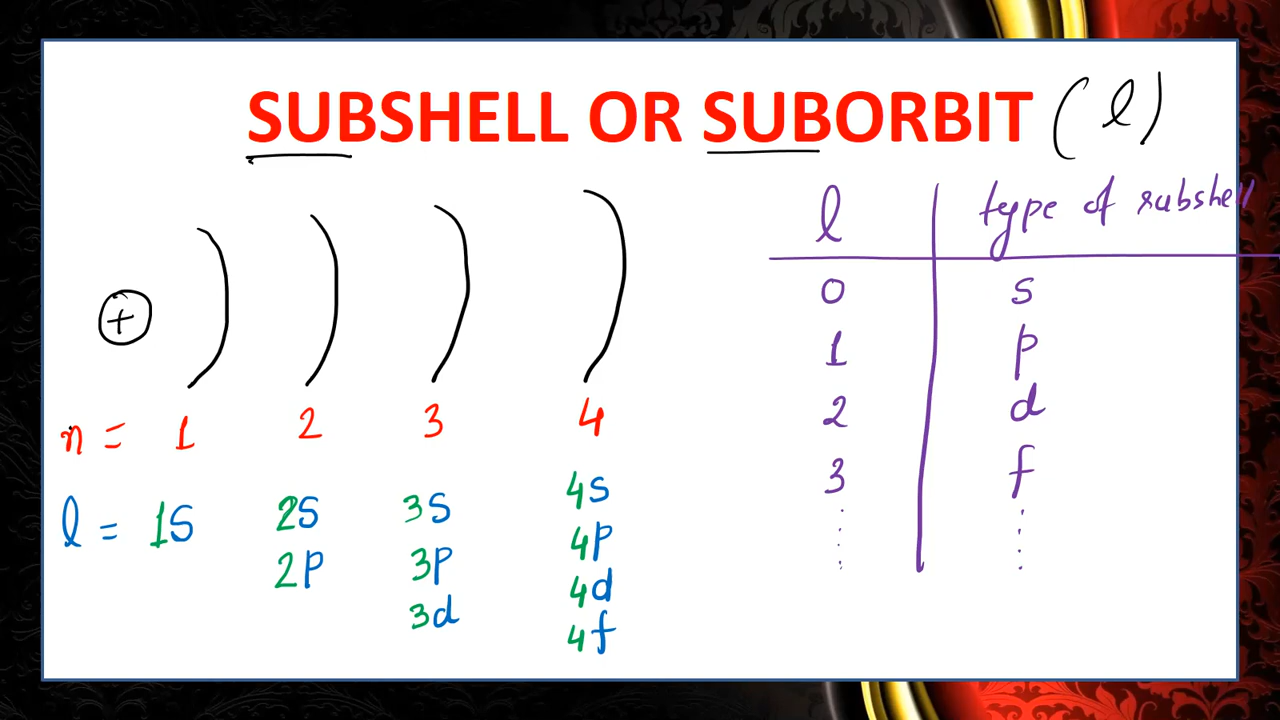 SUBSHELL OR SUBORBIT (l)
+
n = 1 2 3 4
l = 1s 2s 3s 4s
2p 3p 4p
3d 4d
4f
l type of subshell
0 s
1 p
2 d
3 f